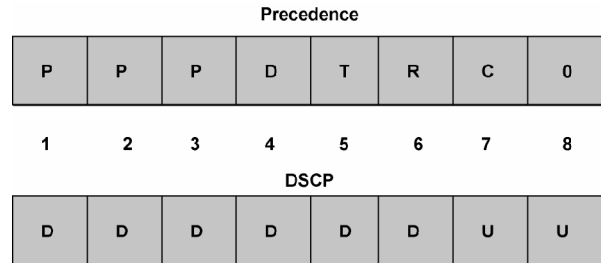 Precedence
P P P D T R C 0
1 2 3 4 5 6 7 8
DSCP
D D D D D D U U